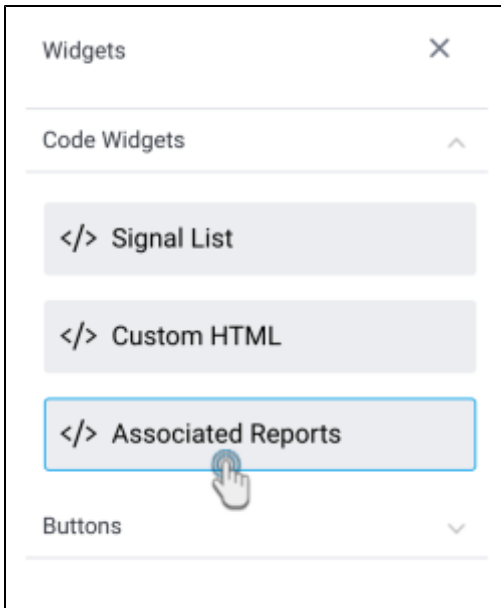 Widgets
Code Widgets
</> Signal List
</> Custom HTML
</> Associated Reports
Buttons